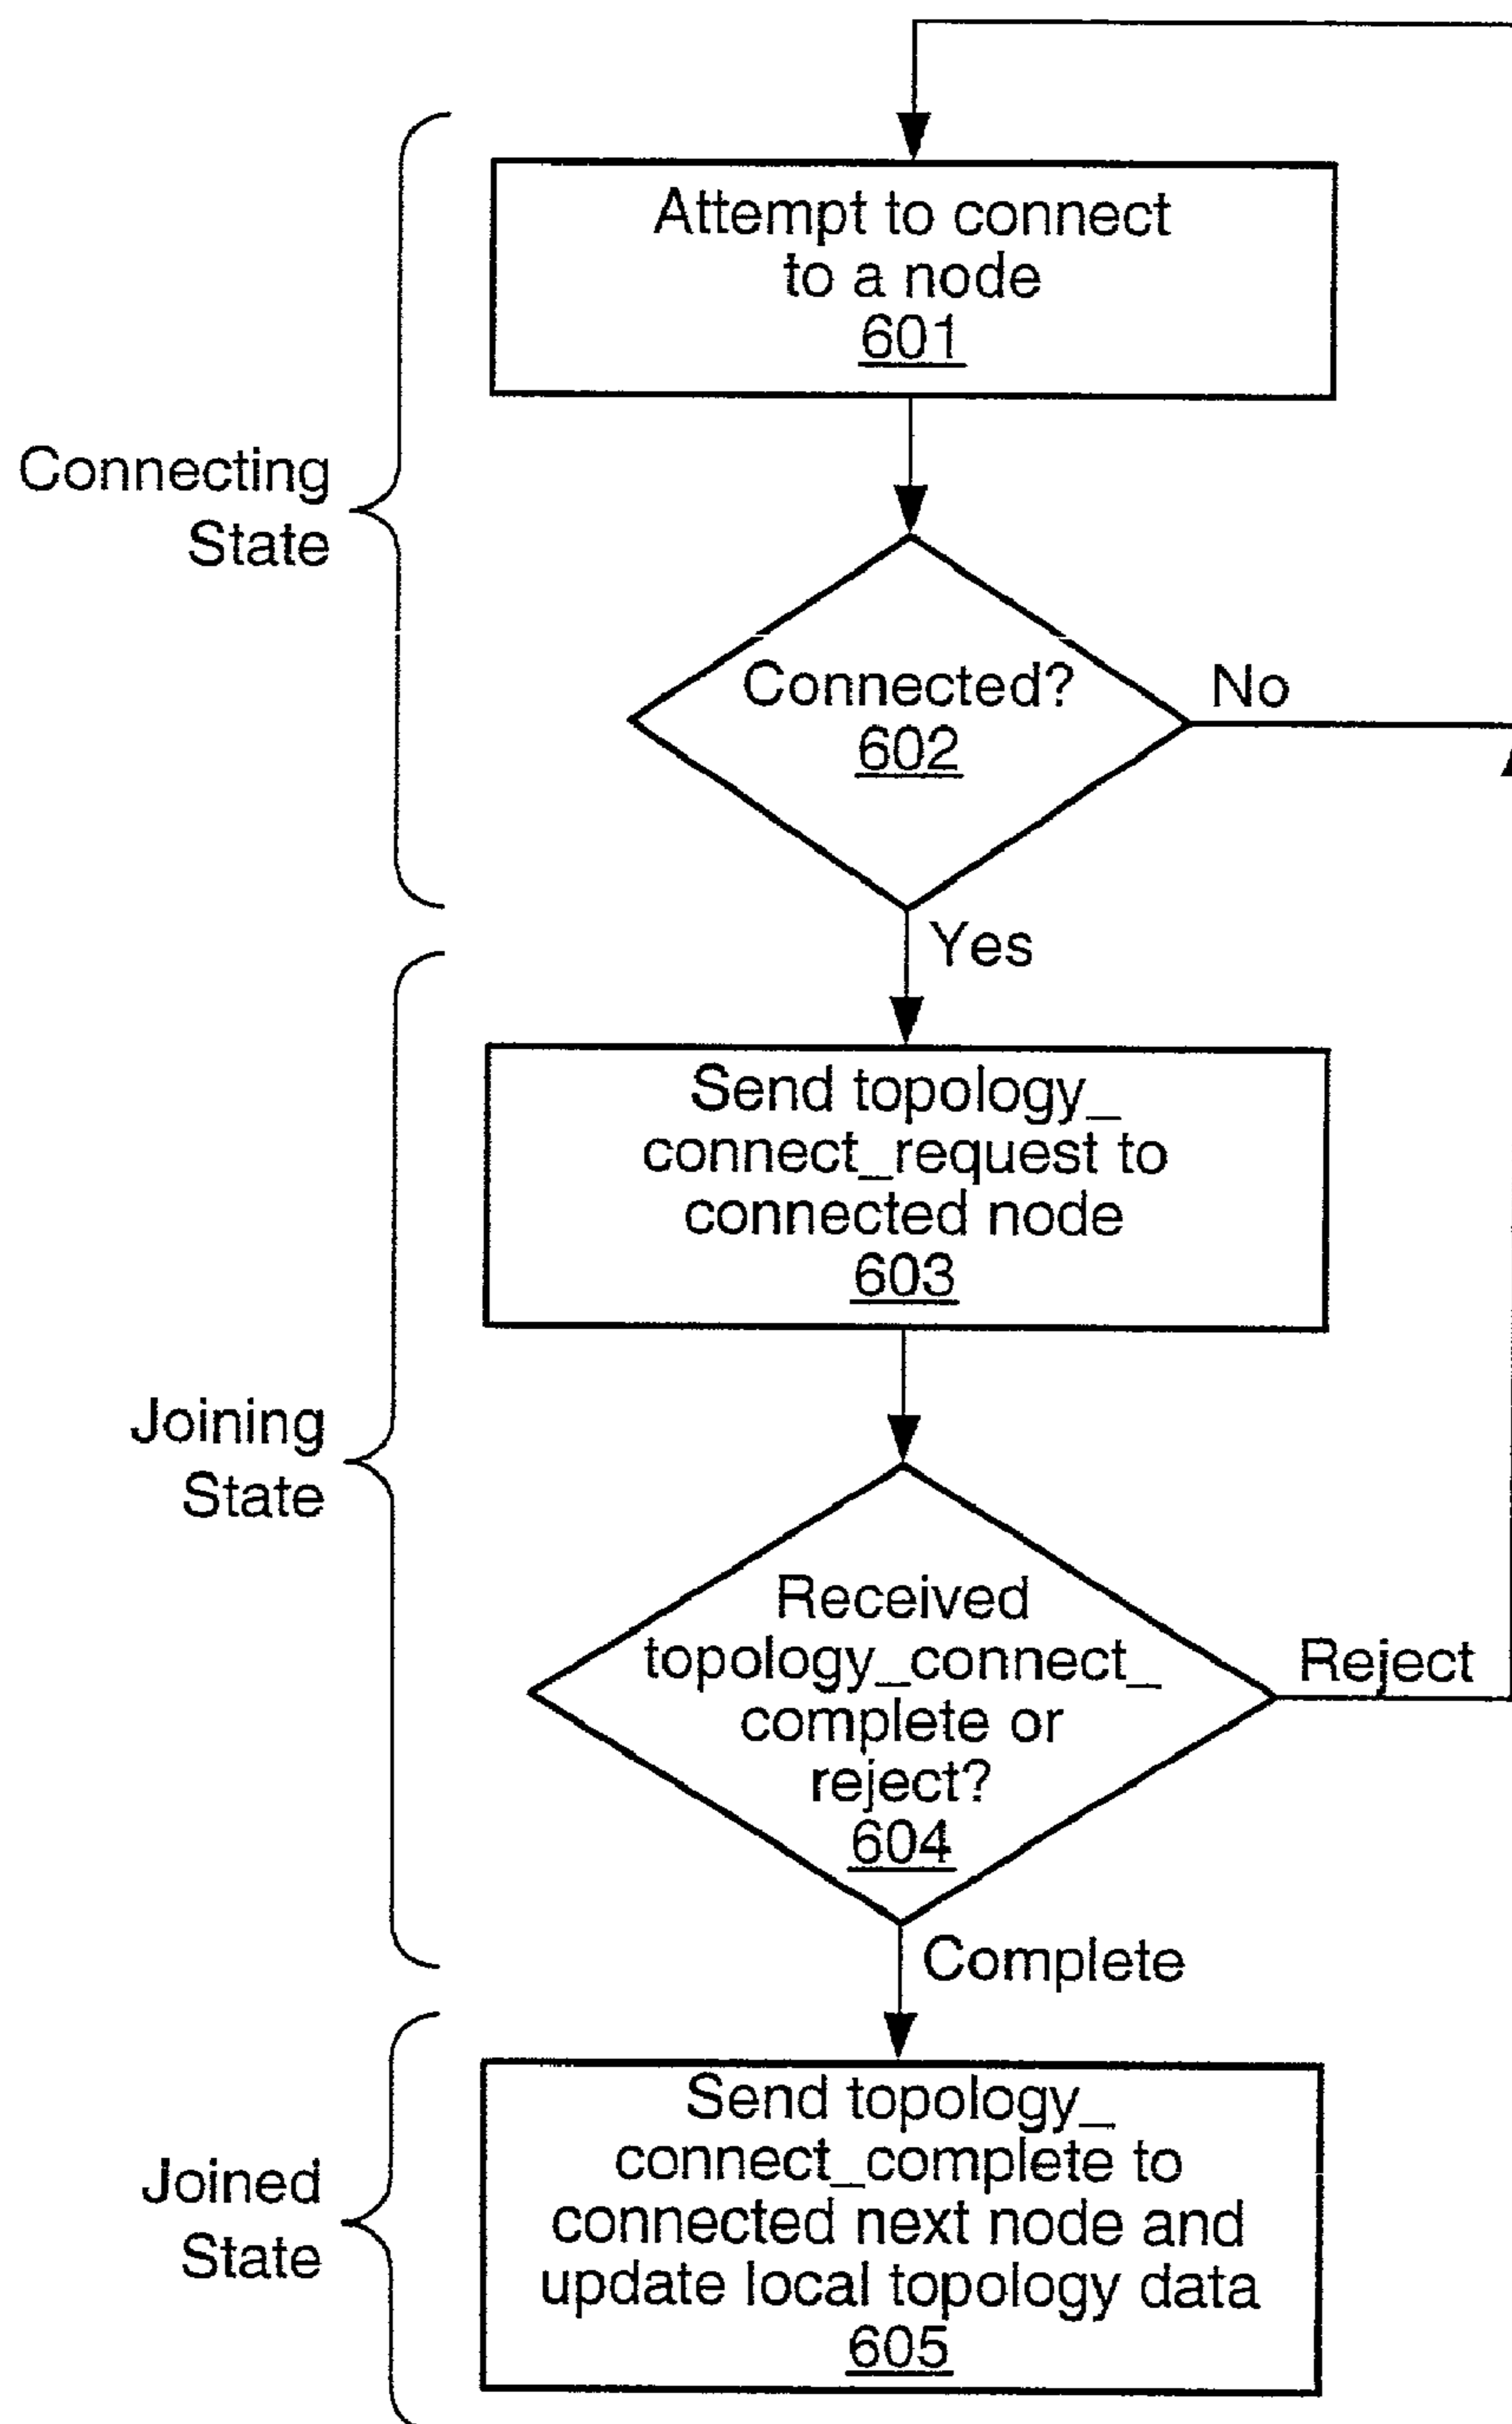 Attempt to connect
to a node
601
Connecting
State
Connected?
602
No
Yes
Send topology_
connect_request to
connected node
603
Joining
State
Received
topology_connect_
complete or
reject?
604
Reject
Complete
Send topology_
connect_complete to
connected next node and
update local topology data
605
Joined
State